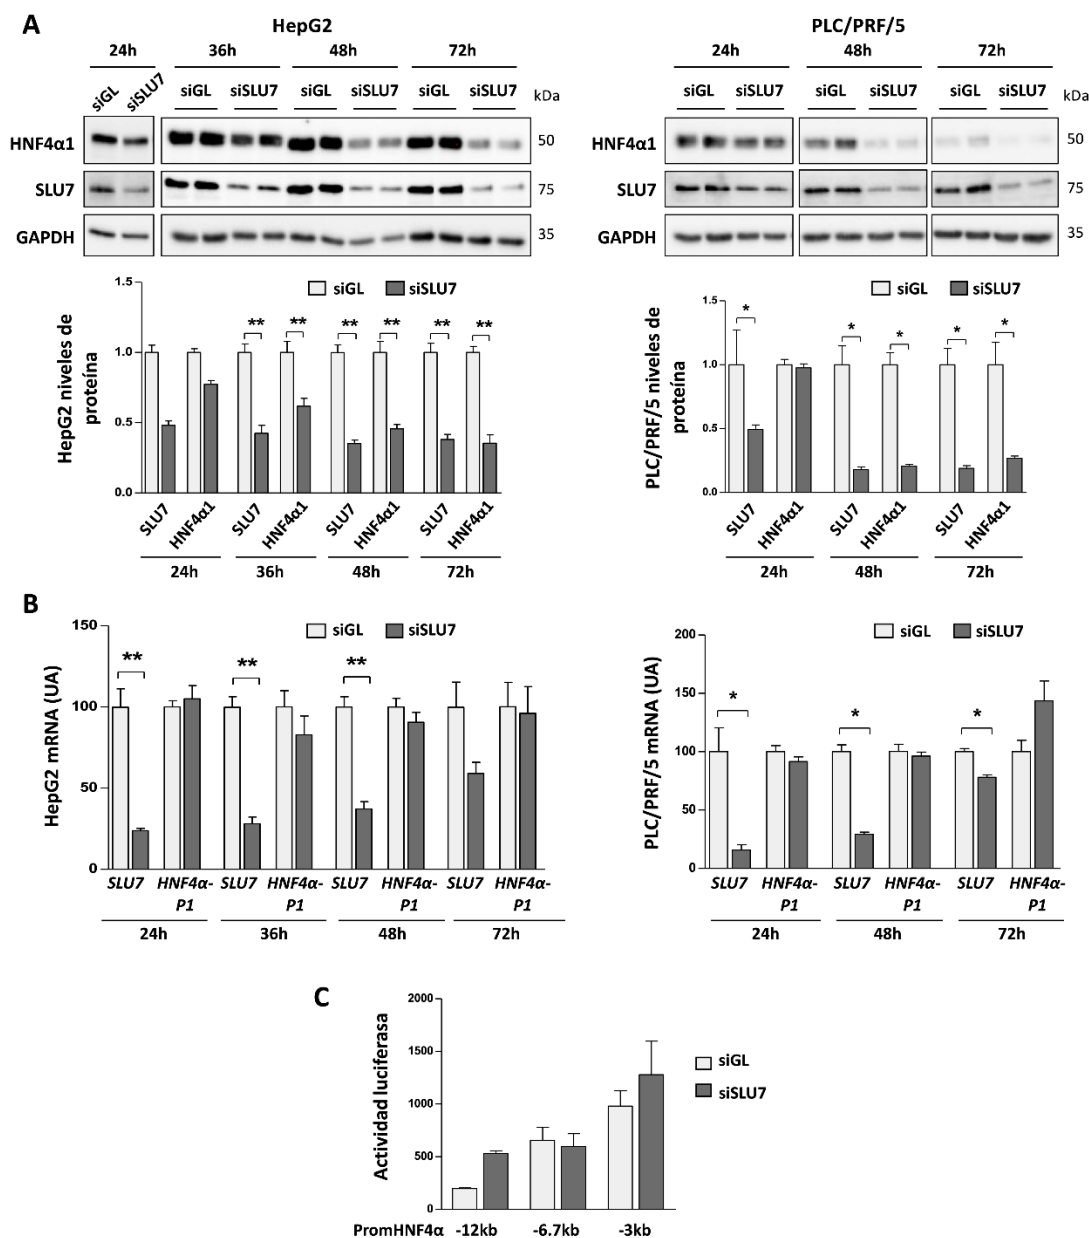 A
HepG2
24h 36h 48h 72h
siGL siSLU7 siGL siSLU7 siGL siSLU7 siGL siSLU7 kDa
HNF4α1 50
SLU7 75
GAPDH 35
PLC/PRF/5
24h 48h 72h
siGL siSLU7 siGL siSLU7 siGL siSLU7 kDa
HNF4α1 50
SLU7 75
GAPDH 35
HepG2 niveles de
proteína
siGL siSLU7
1.5
1.0
0.5
0.0
** ** ** ** ** **
SLU7 HNF4α1 SLU7 HNF4α1 SLU7 HNF4α1 SLU7 HNF4α1
24h 36h 48h 72h
PLC/PRF/5 niveles de
proteína
siGL siSLU7
1.5
1.0
0.5
0.0
* * * * *
SLU7 HNF4α1 SLU7 HNF4α1 SLU7 HNF4α1
24h 48h 72h
B
HepG2 mRNA (UA)
siGL siSLU7
150
100
50
0
** ** **
SLU7 HNF4α- SLU7 HNF4α- SLU7 HNF4α- SLU7 HNF4α-
P1 P1 P1 P1
24h 36h 48h 72h
PLC/PRF/5 mRNA (UA)
siGL siSLU7
200
150
100
50
0
* * *
SLU7 HNF4α- SLU7 HNF4α- SLU7 HNF4α-
P1 P1 P1
24h 48h 72h
C
Actividad luciferasa
2000
1500
1000
500
0
siGL
siSLU7
PromHNF4α -12kb -6.7kb -3kb